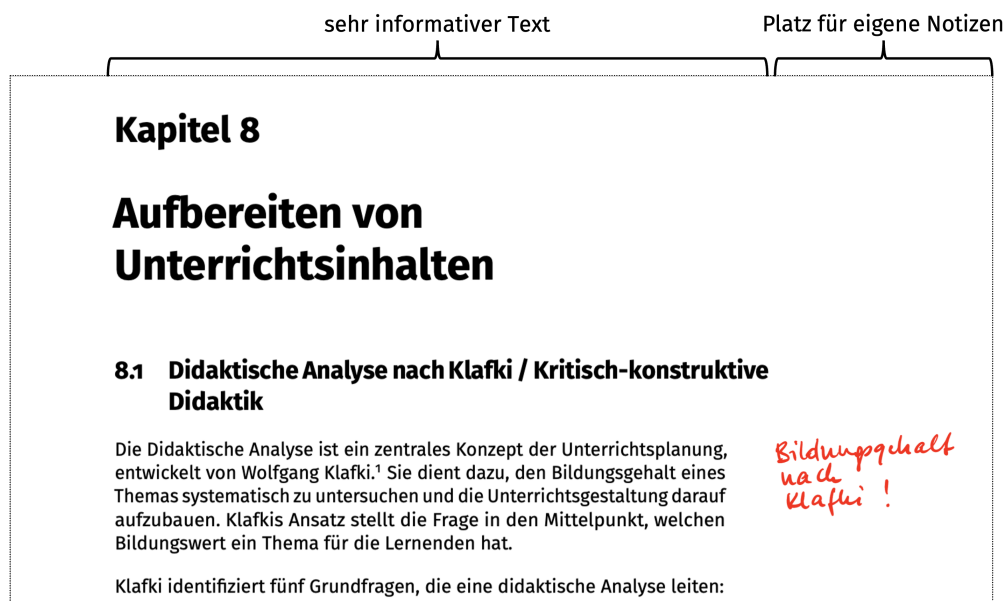 sehr informativer Text
Platz für eigene Notizen
Kapitel 8
Aufbereiten von
Unterrichtsinhalten
8.1 Didaktische Analyse nach Klafki / Kritisch-konstruktive
Didaktik
Die Didaktische Analyse ist ein zentrales Konzept der Unterrichtsplanung,
entwickelt von Wolfgang Klafki.¹ Sie dient dazu, den Bildungsgehalt eines
Themas systematisch zu untersuchen und die Unterrichtsgestaltung darauf
aufzubauen. Klafkis Ansatz stellt die Frage in den Mittelpunkt, welchen
Bildungswert ein Thema für die Lernenden hat.
Klafki identifiziert fünf Grundfragen, die eine didaktische Analyse leiten:
Bildungsgehalt
nach
Klafki !